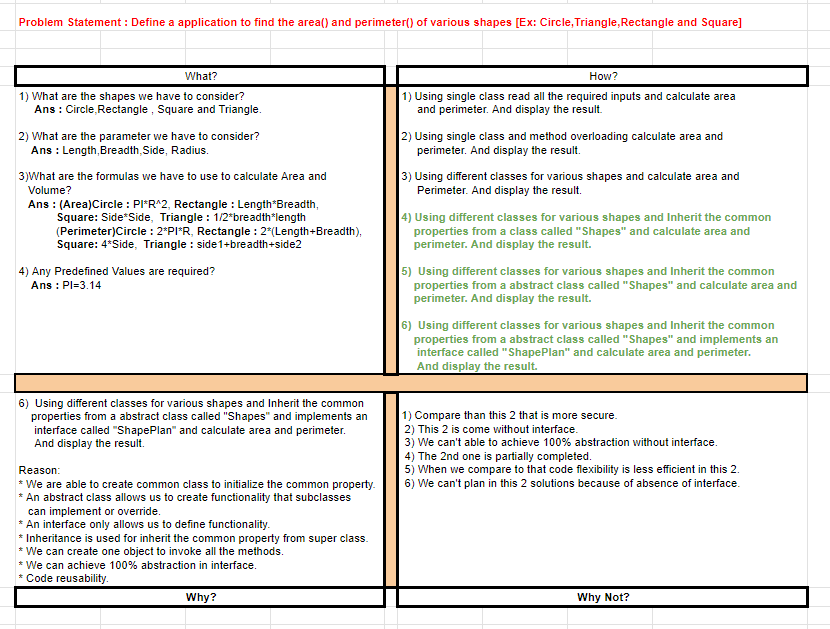 Problem Statement : Define a application to find the area() and perimeter() of various shapes [Ex: Circle,Triangle,Rectangle and Square]
What?
1) What are the shapes we have to consider?
Ans : Circle,Rectangle , Square and Triangle.
2) What are the parameter we have to consider?
Ans : Length,Breadth,Side, Radius.
3)What are the formulas we have to use to calculate Area and
Volume?
Ans : (Area)Circle : PI*R^2, Rectangle : Length*Breadth,
Square: Side*Side, Triangle : 1/2*breadth*length
(Perimeter)Circle : 2*PI*R, Rectangle : 2*(Length+Breadth),
Square: 4*Side, Triangle : side1+breadth+side2
4) Any Predefined Values are required?
Ans : PI=3.14
How?
1) Using single class read all the required inputs and calculate area
and perimeter. And display the result.
2) Using single class and method overloading calculate area and
perimeter. And display the result.
3) Using different classes for various shapes and calculate area and
Perimeter. And display the result.
4) Using different classes for various shapes and Inherit the common
properties from a class called "Shapes" and calculate area and
perimeter. And display the result.
5) Using different classes for various shapes and Inherit the common
properties from a abstract class called "Shapes" and calculate area and
perimeter. And display the result.
6) Using different classes for various shapes and Inherit the common
properties from a abstract class called "Shapes" and implements an
interface called "ShapePlan" and calculate area and perimeter.
And display the result.
6) Using different classes for various shapes and Inherit the common
properties from a abstract class called "Shapes" and implements an
interface called "ShapePlan" and calculate area and perimeter.
And display the result.
Reason:
* We are able to create common class to initialize the common property.
* An abstract class allows us to create functionality that subclasses
can implement or override.
* An interface only allows us to define functionality.
* Inheritance is used for inherit the common property from super class.
* We can create one object to invoke all the methods.
* We can achieve 100% abstraction in interface.
* Code reusability.
Why?
1) Compare than this 2 that is more secure.
2) This 2 is come without interface.
3) We can't able to achieve 100% abstraction without interface.
4) The 2nd one is partially completed.
5) When we compare to that code flexibility is less efficient in this 2.
6) We can't plan in this 2 solutions because of absence of interface.
Why Not?